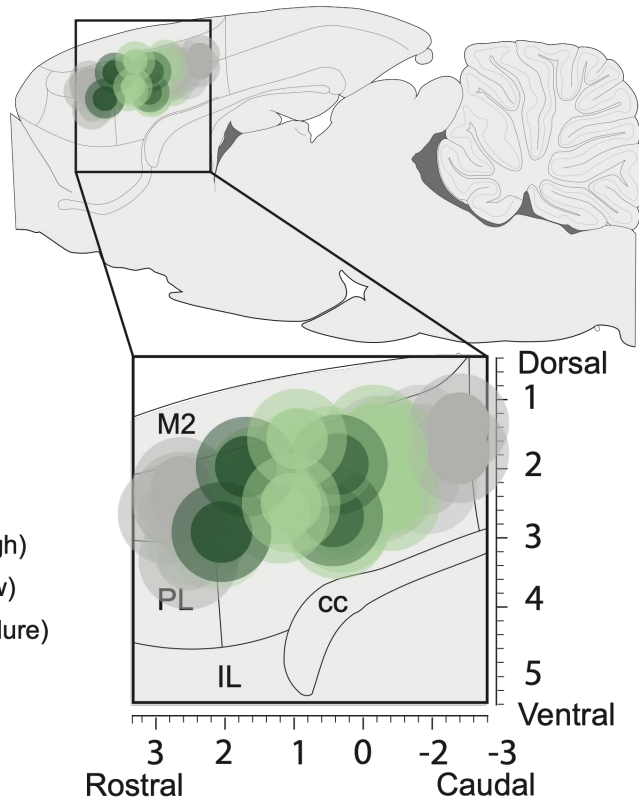 Dorsal
1
M2
2
3
gh)
w)
PL
cc
4
lure)
IL
5
Ventral
3 2 1 0 -2 -3
Rostral Caudal